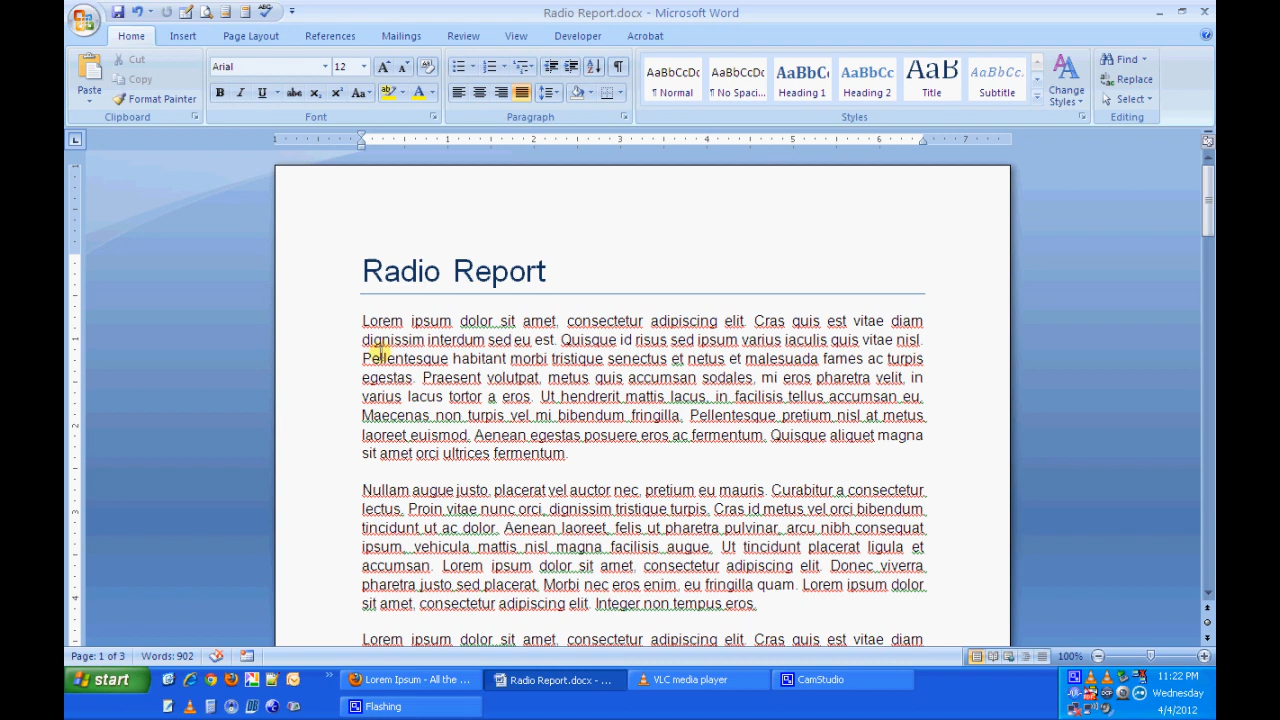 Radio Report.docx - Microsoft Word
Home Insert Page Layout References Mailings Review View Developer Acrobat
Paste
Cut
Copy
Format Painter
Clipboard
Arial 12
Font
Paragraph
AaBbCcDc AaBbCcDc AaBbC AaBbCc AaB AaBbCc.
¶ Normal ¶ No Spaci... Heading 1 Heading 2 Title Subtitle
Change Styles
Styles
Find
Replace
Select
Editing
1 1 2 3 4 5 6 7
Radio Report
Lorem ipsum dolor sit amet, consectetur adipiscing elit. Cras quis est vitae diam
dignissim interdum sed eu est. Quisque id risus sed ipsum varius iaculis quis vitae nisl.
Pellentesque habitant morbi tristique senectus et netus et malesuada fames ac turpis
egestas. Praesent volutpat, metus quis accumsan sodales, mi eros pharetra velit, in
varius lacus tortor a eros. Ut hendrerit mattis lacus, in facilisis tellus accumsan eu.
Maecenas non turpis vel mi bibendum fringilla. Pellentesque pretium nisl at metus
laoreet euismod. Aenean egestas posuere eros ac fermentum. Quisque aliquet magna
sit amet orci ultrices fermentum.
Nullam augue justo, placerat vel auctor nec, pretium eu mauris. Curabitur a consectetur
lectus. Proin vitae nunc orci, dignissim tristique turpis. Cras id metus vel orci bibendum
tincidunt ut ac dolor. Aenean laoreet, felis ut pharetra pulvinar, arcu nibh consequat
ipsum, vehicula mattis nisl magna facilisis augue. Ut tincidunt placerat ligula et
accumsan. Lorem ipsum dolor sit amet, consectetur adipiscing elit. Donec viverra
pharetra justo sed placerat. Morbi nec eros enim, eu fringilla quam. Lorem ipsum dolor
sit amet, consectetur adipiscing elit. Integer non tempus eros.
Lorem ipsum dolor sit amet, consectetur adipiscing elit. Cras quis est vitae diam
Page: 1 of 3 Words: 902 100%
start
Lorem Ipsum - All the ... Radio Report.docx - ... VLC media player CamStudio
Flashing
11:22 PM
Wednesday
4/4/2012